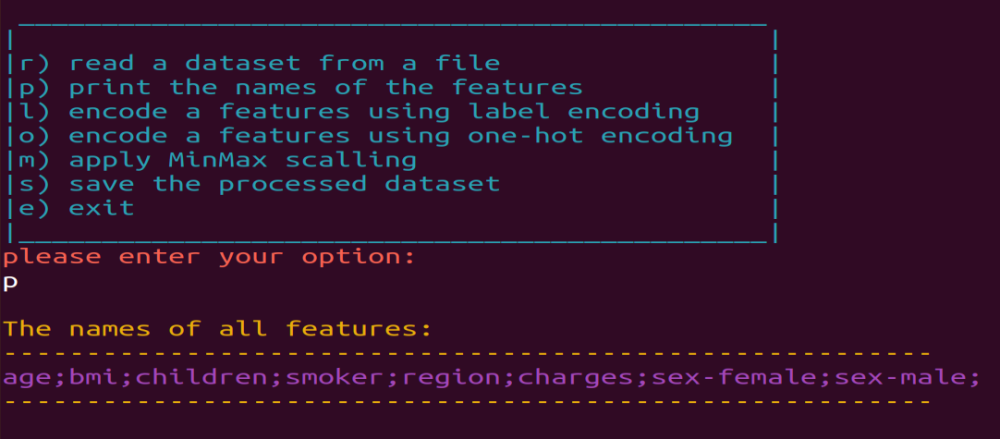 r) read a dataset from a file
p) print the names of the features
l) encode a features using label encoding
o) encode a features using one-hot encoding
m) apply MinMax scalling
s) save the processed dataset
e) exit
please enter your option:
p
The names of all features:
age;bmi;children;smoker;region;charges;sex-female;sex-male;